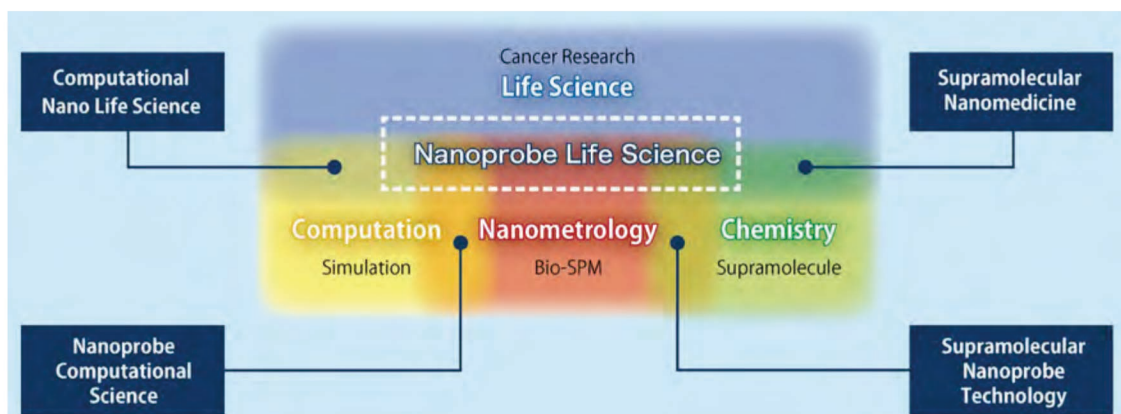 Computational
Nano Life Science
Cancer Research
Life Science
Supramolecular
Nanomedicine
Nanoprobe Life Science
Computation
Simulation
Nanometrology
Bio-SPM
Chemistry
Supramolecule
Nanoprobe
Computational
Science
Supramolecular
Nanoprobe
Technology